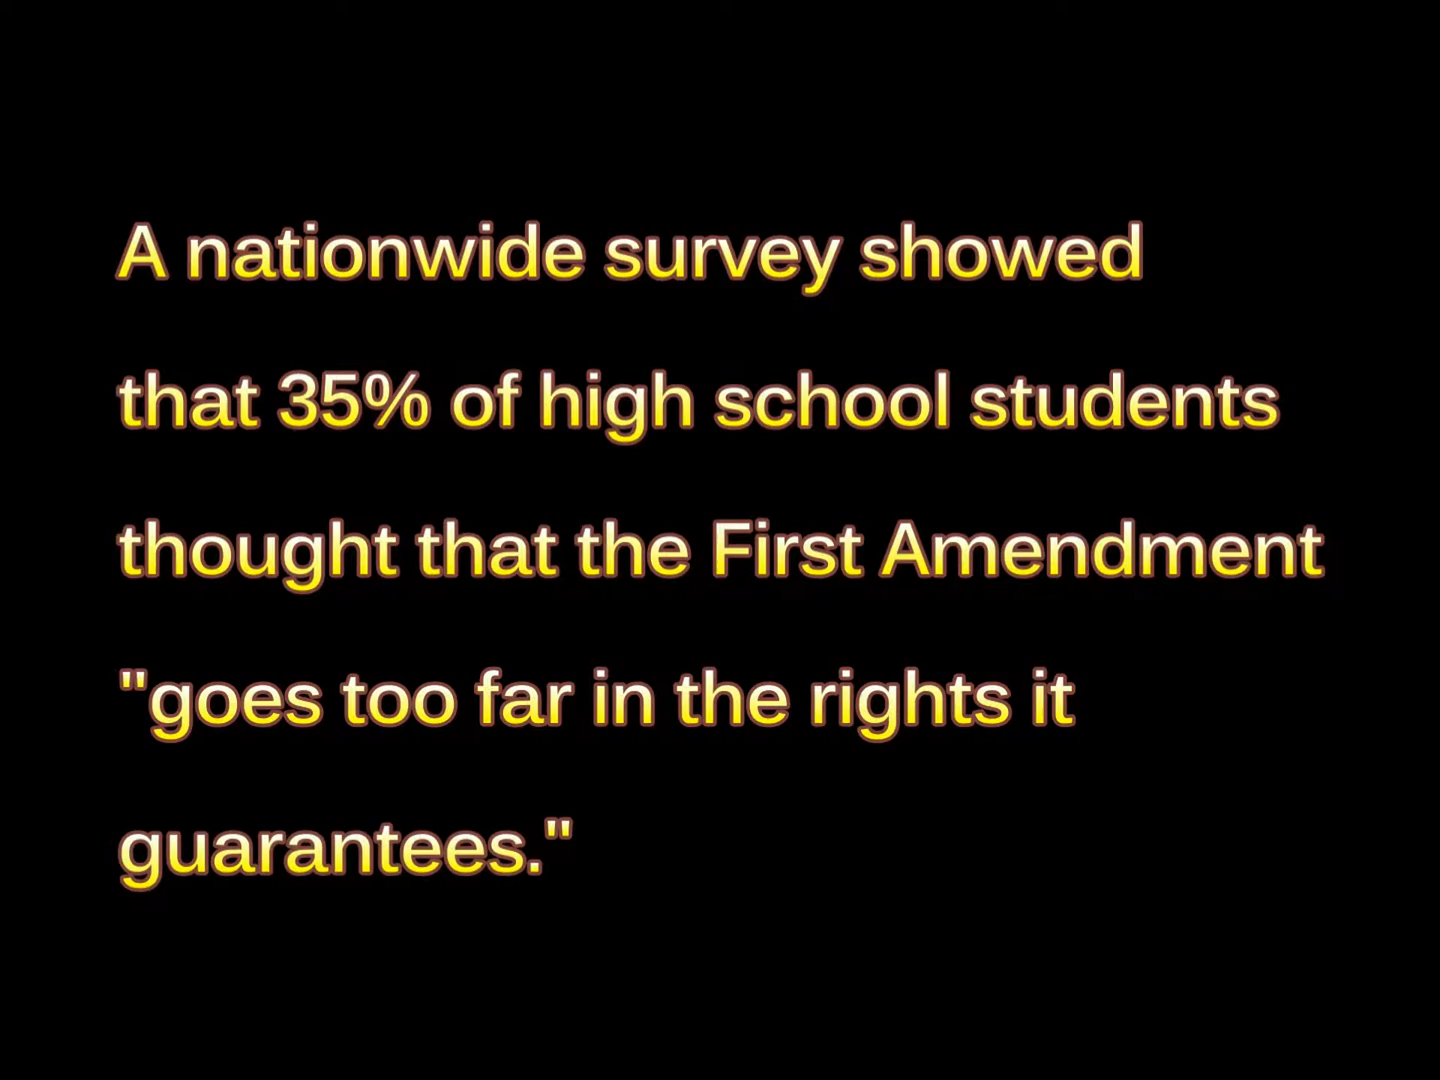 A nationwide survey showed
that 35% of high school students
thought that the First Amendment
"goes too far in the rights it
guarantees."